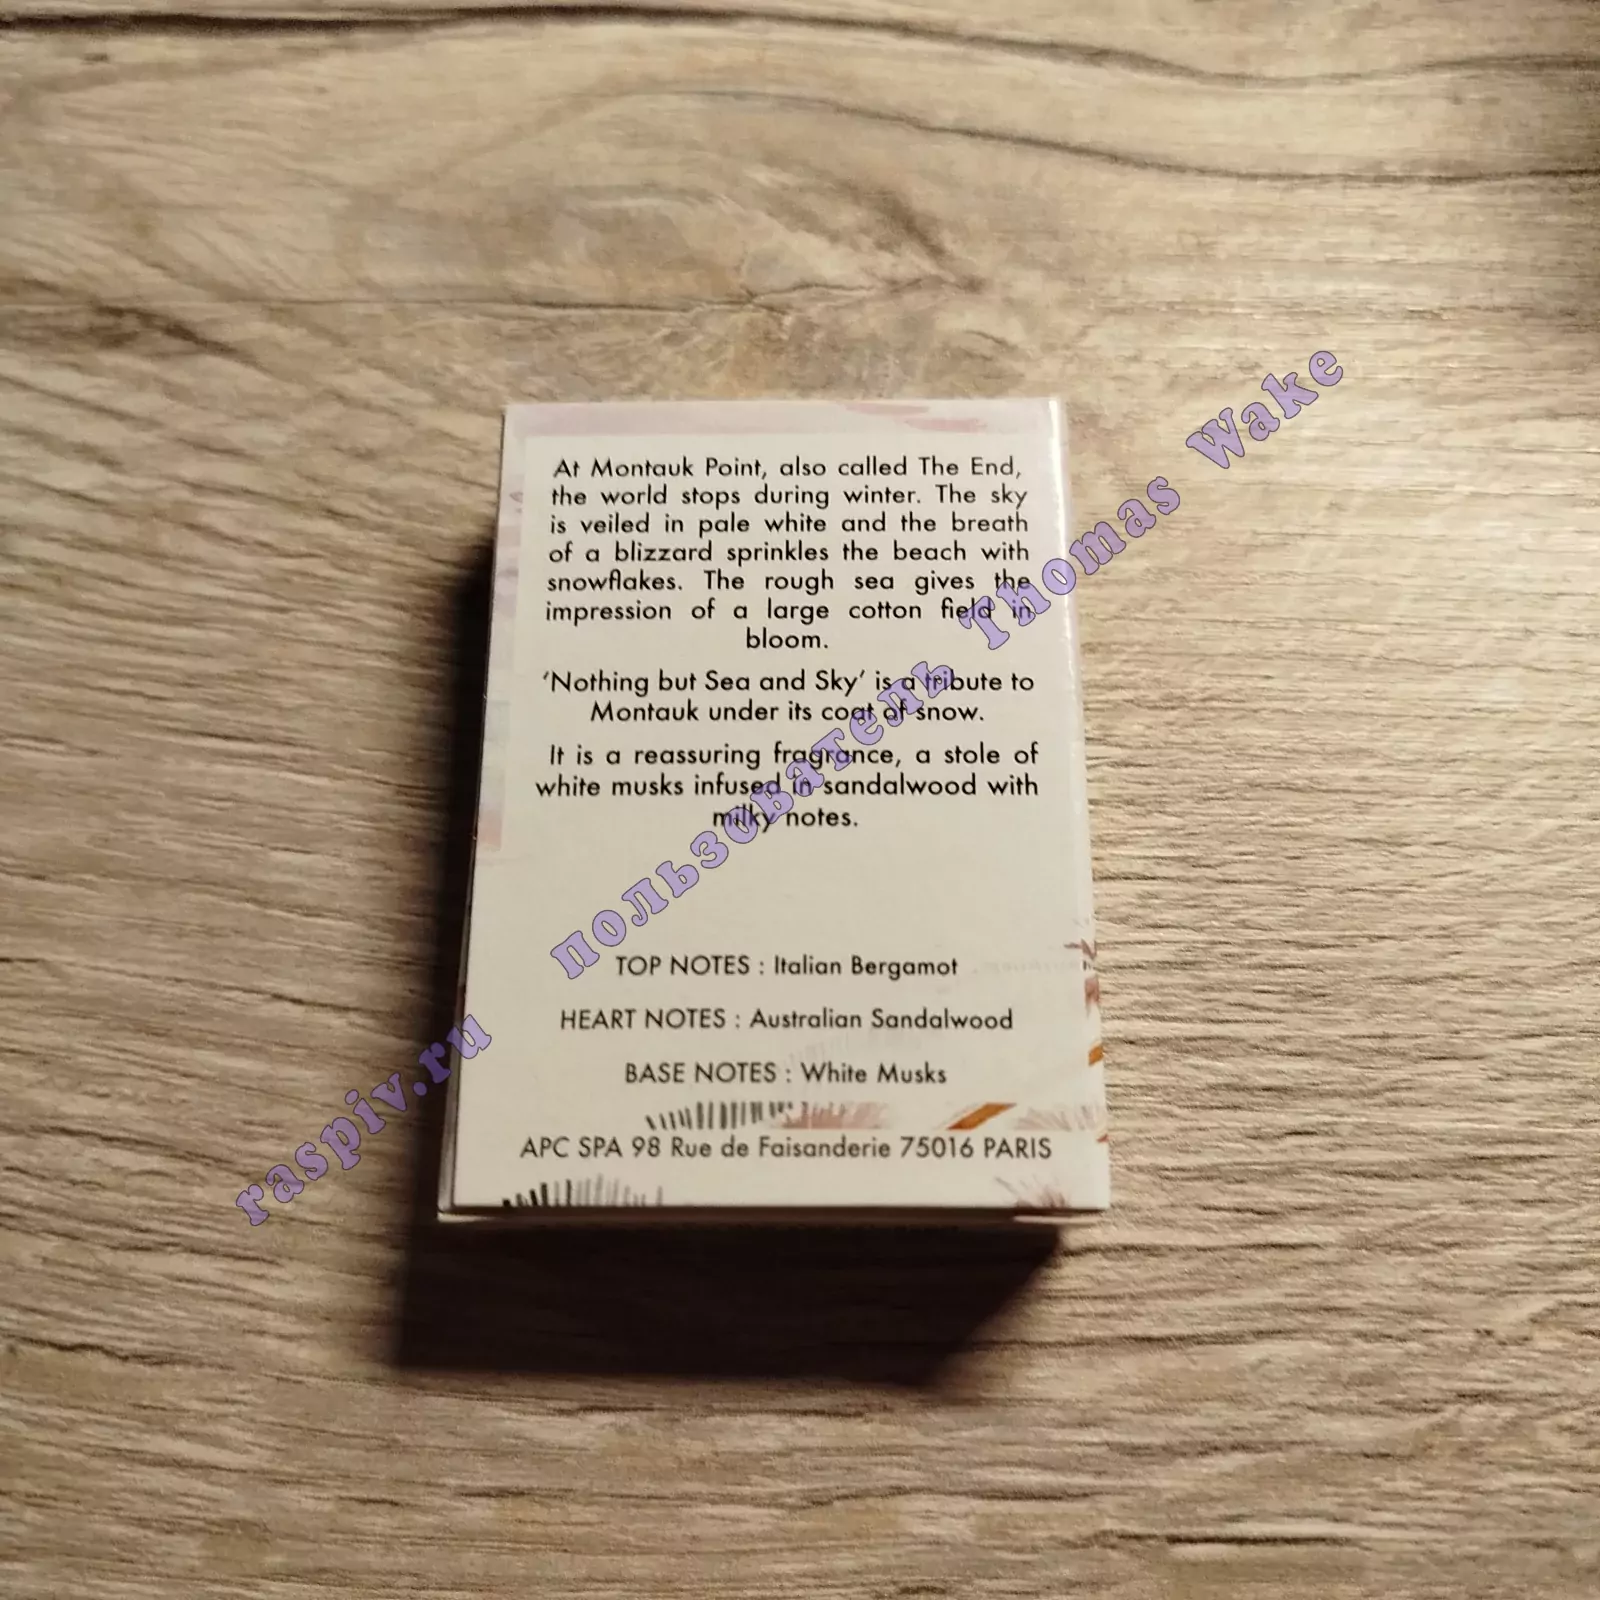 At Montauk Point, also called The End,
the world stops during winter. The sky
is veiled in pale white and the breath
of a blizzard sprinkles the beach with
snowflakes. The rough sea gives the
impression of a large cotton field in
bloom.
'Nothing but Sea and Sky' is a tribute to
Montauk under its coat of snow.
It is a reassuring fragrance, a stole of
white musks infused in sandalwood with
milky notes.
TOP NOTES : Italian Bergamot
HEART NOTES : Australian Sandalwood
BASE NOTES : White Musks
APC SPA 98 Rue de Faisanderie 75016 PARIS
raspiv.ru пользователь Thomas Wake